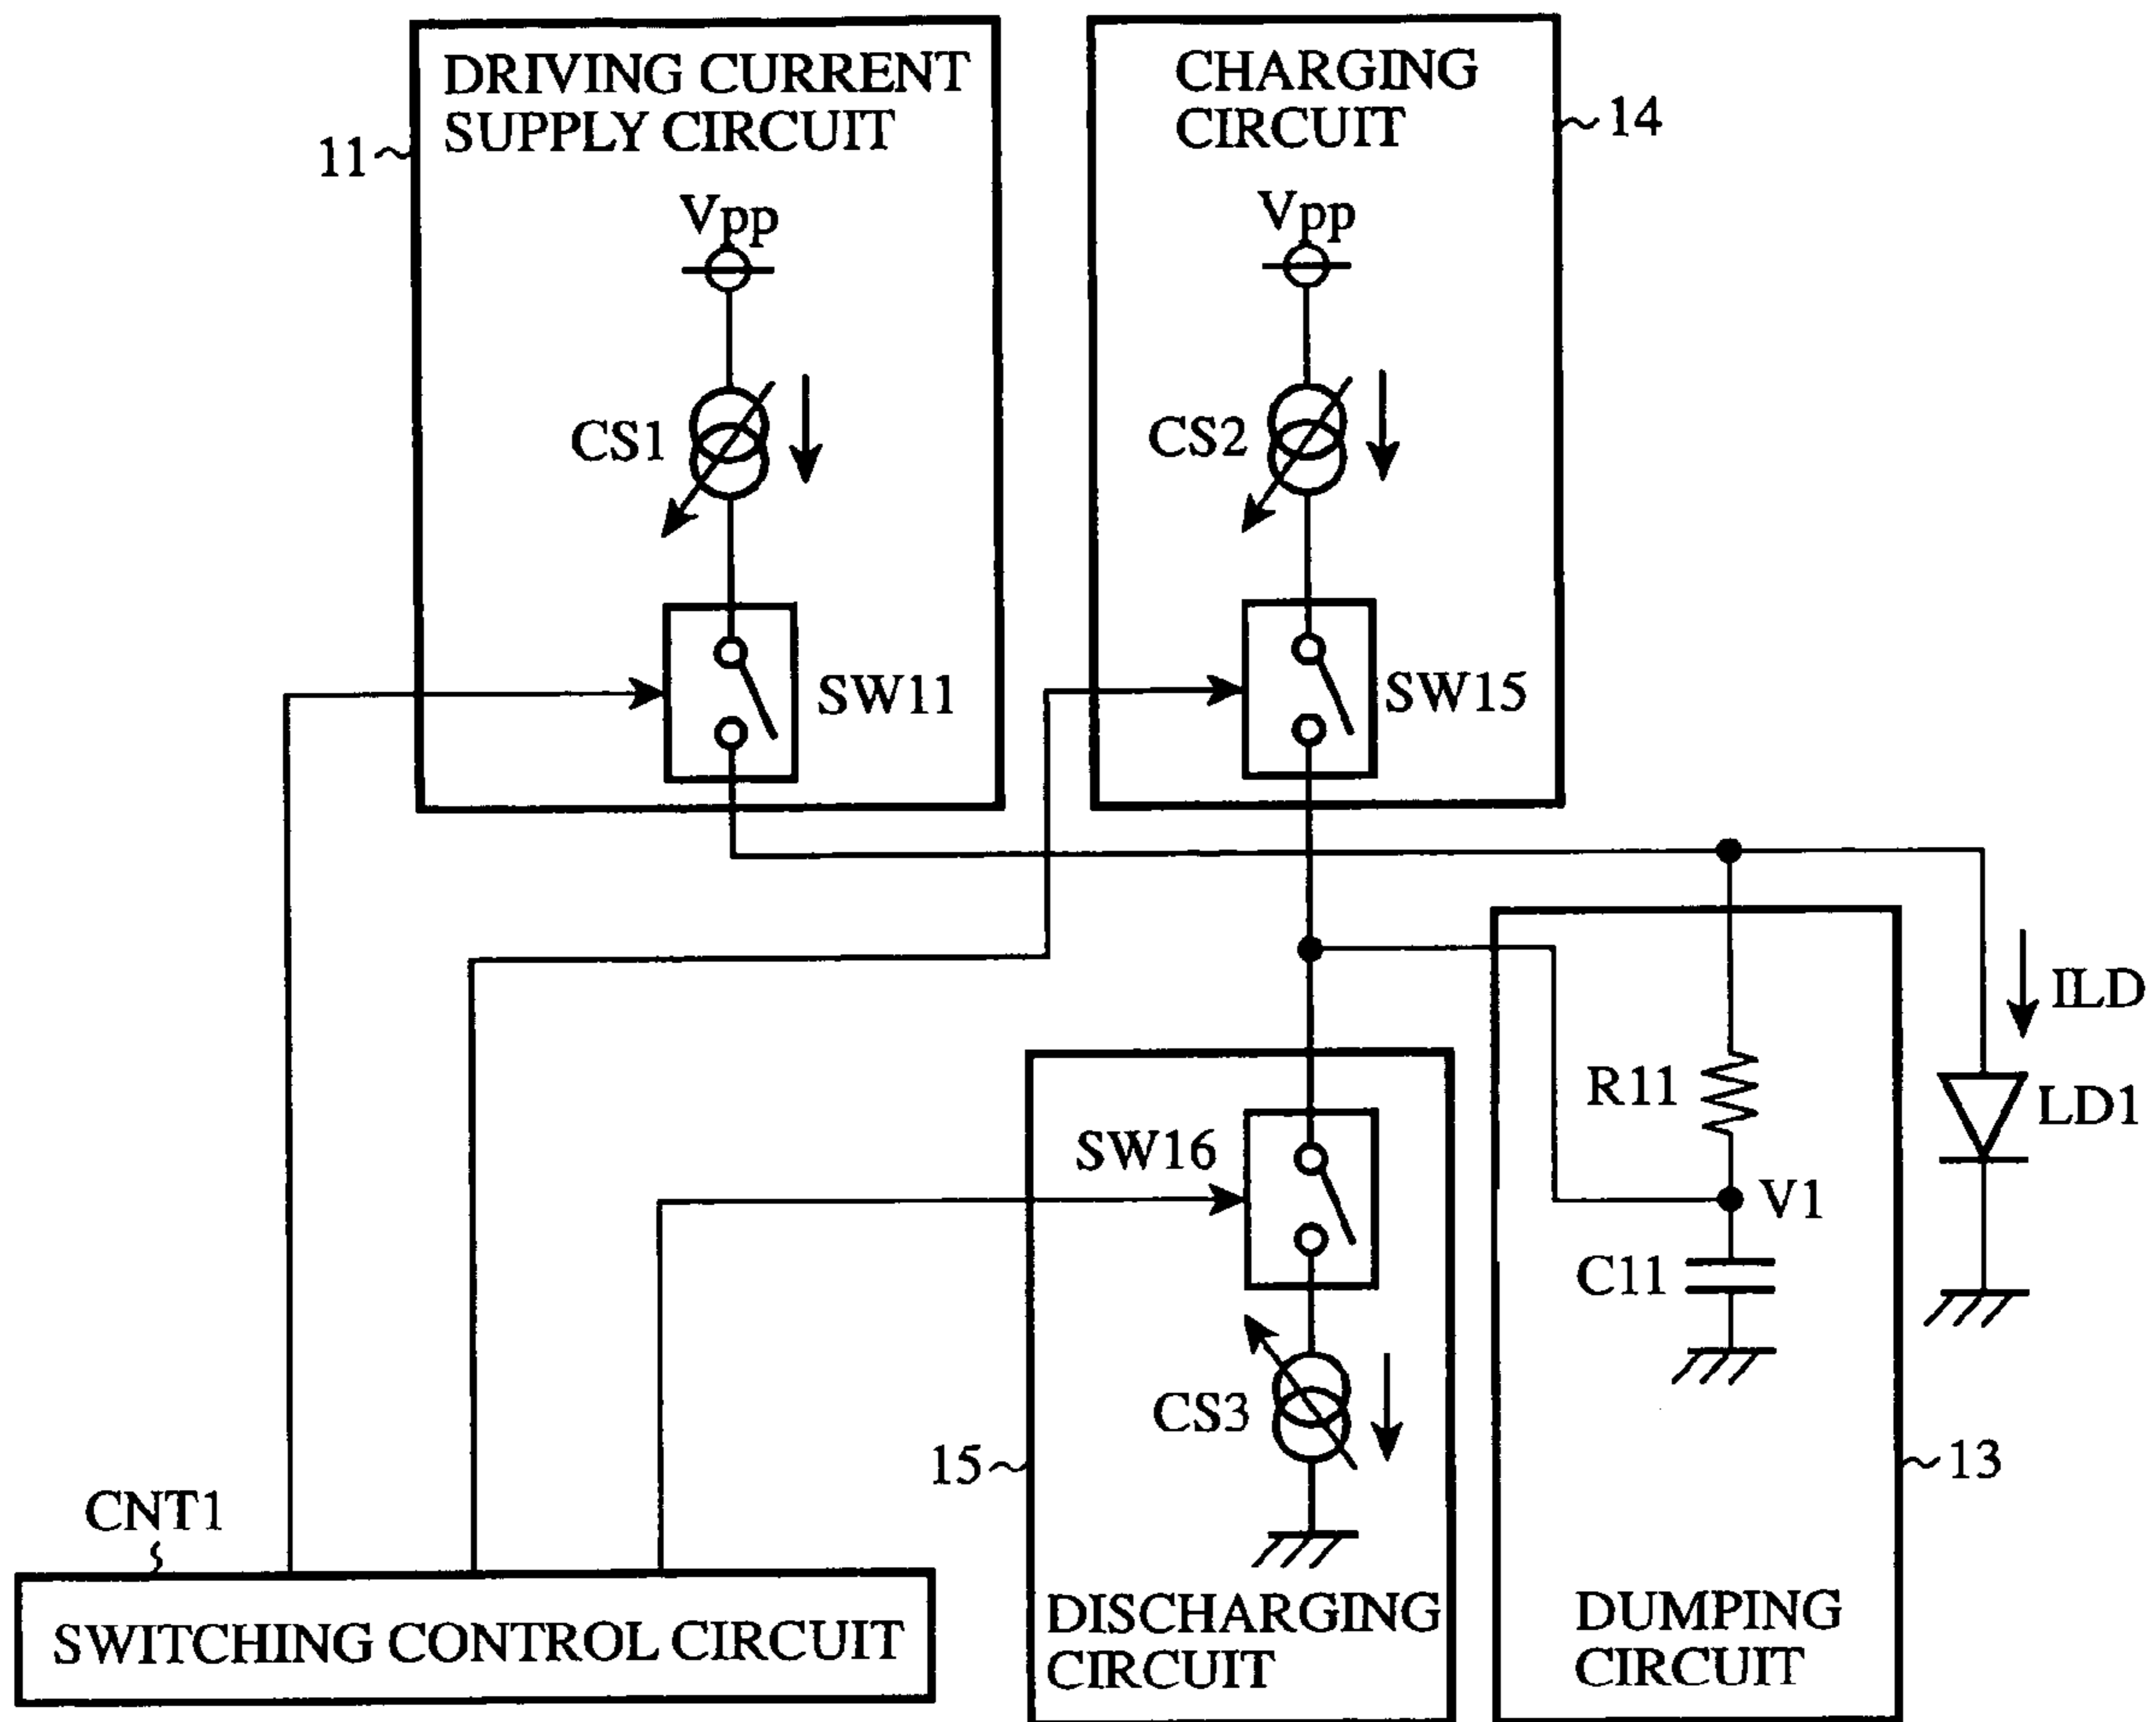 DRIVING CURRENT
SUPPLY CIRCUIT
11
Vpp
CS1
SW11
CHARGING
CIRCUIT
14
Vpp
CS2
SW15
ILD
R11
LD1
SW16
V1
C11
CS3
15
13
CNT1
SWITCHING CONTROL CIRCUIT
DISCHARGING
CIRCUIT
DUMPING
CIRCUIT